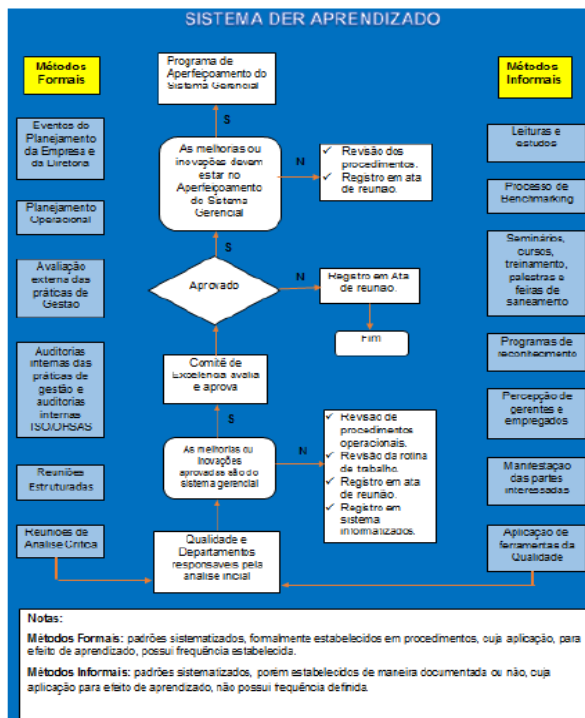 SISTEMA DER APRENDIZADO
Métodos
Formais
Eventos do
Planejamento
da Empresa e
da Diretoria
Planejamento
Operacional
Avaliação
externa das
práticas de
Gestão
Auditorias
internas das
práticas de
gestão e
auditorias
internas
ISO/OHSAS
Reuniões
Estruturadas
Reuniões de
Análise Crítica
Programa de
Aperfeiçoamento do
Sistema Gerencial
S
As melhorias ou
inovações devem
estar no
Aperfeiçoamento
do Sistema
Gerencial
N
✓ Revisão dos
procedimentos.
✓ Registro em ata
de reunião.
S
Aprovado
N
Registro em Ata
de reunião.
Fim
Comitê de
Excelência avalia
e aprova
S
As melhorias ou
Inovações
aprovadas são do
sistema gerencial
N
✓ Revisão de
procedimentos
operacionais.
✓ Revisão da rotina
de trabalho.
✓ Registro em ata
de reunião.
✓ Registro em
sistema
informatizados.
Qualidade e
Departamentos
responsáveis pela
análise inicial
Métodos
Informais
Leituras e
estudos
Processo de
Benchmarking
Seminários,
cursos,
treinamento,
palestras e
feiras de
saneamento
Programas de
reconhecimento
Percepção de
gerentes e
empregados
Manifestação
das partes
interessadas
Aplicação de
ferramentas da
Qualidade
Notas:
Métodos Formais: padrões sistematizados, formalmente estabelecidos em procedimentos, cuja aplicação, para
efeito de aprendizado, possui frequência estabelecida.
Métodos Informais: padrões sistematizados, porém estabelecidos de maneira documentada ou não, cuja
aplicação para efeito de aprendizado, não possui frequência definida.